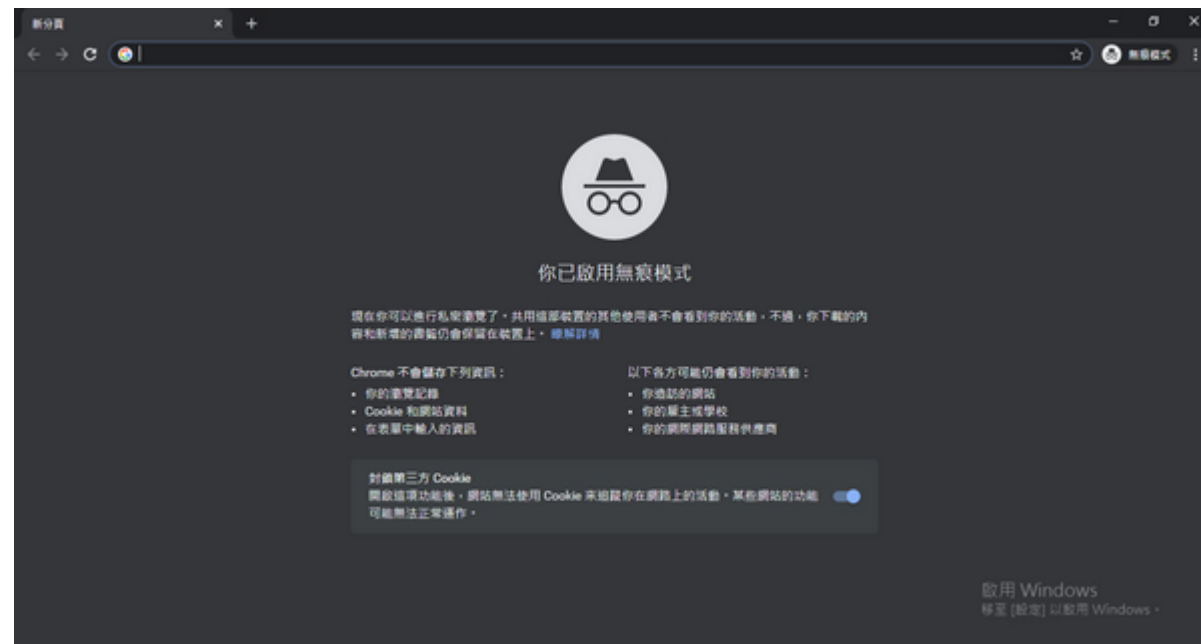 新分頁
無痕模式
你已啟用無痕模式
現在你可以進行私密瀏覽了。共用這部裝置的其他使用者不會看到你的活動,不過,你下載的內
容和新增的書籤仍會保留在裝置上。 瞭解詳情
Chrome 不會儲存下列資訊:
• 你的瀏覽記錄
• Cookie 和網站資料
• 在表單中輸入的資訊
以下各方可能仍會看到你的活動:
• 你造訪的網站
• 你的雇主或學校
• 你的網際網路服務供應商
封鎖第三方 Cookie
開啟這項功能後,網站無法使用 Cookie 來追蹤你在網路上的活動。某些網站的功能
可能無法正常運作。
啟用 Windows
移至 [設定] 以啟用 Windows。